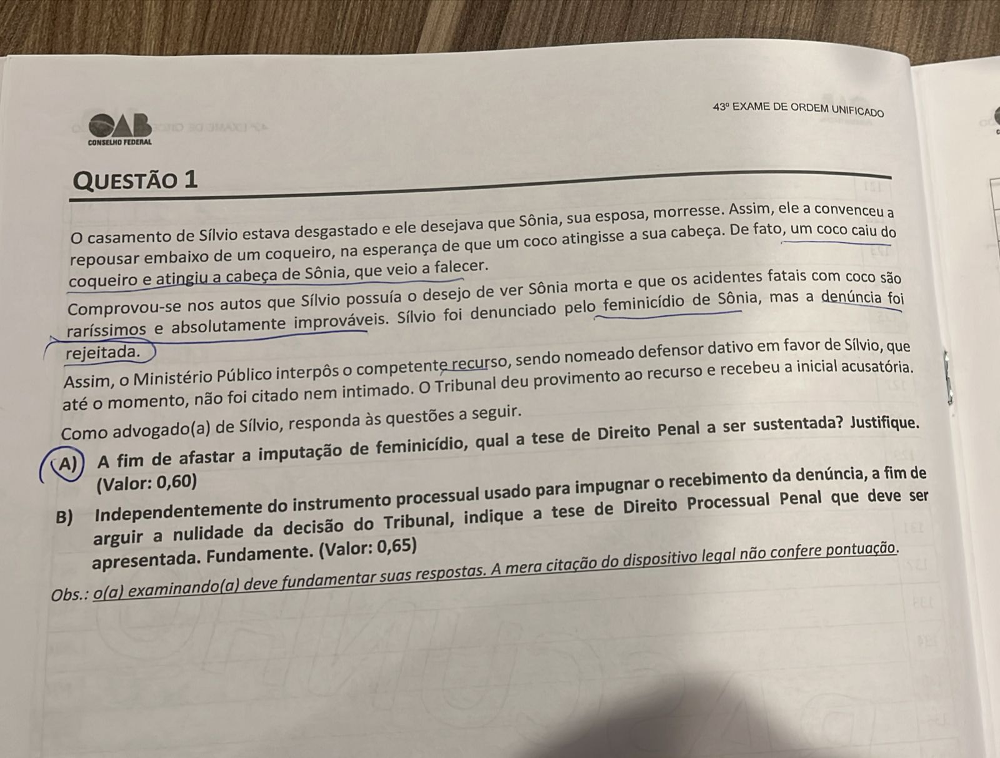 43º EXAME DE ORDEM UNIFICADO
OAB
CONSELHO FEDERAL
QUESTÃO 1
O casamento de Sílvio estava desgastado e ele desejava que Sônia, sua esposa, morresse. Assim, ele a convenceu a
repousar embaixo de um coqueiro, na esperança de que um coco atingisse a sua cabeça. De fato, um coco caiu do
coqueiro e atingiu a cabeça de Sônia, que veio a falecer.
Comprovou-se nos autos que Sílvio possuía o desejo de ver Sônia morta e que os acidentes fatais com coco são
raríssimos e absolutamente improváveis. Sílvio foi denunciado pelo feminicídio de Sônia, mas a denúncia foi
rejeitada.
Assim, o Ministério Público interpôs o competente recurso, sendo nomeado defensor dativo em favor de Sílvio, que
até o momento, não foi citado nem intimado. O Tribunal deu provimento ao recurso e recebeu a inicial acusatória.
Como advogado(a) de Sílvio, responda às questões a seguir.
A) A fim de afastar a imputação de feminicídio, qual a tese de Direito Penal a ser sustentada? Justifique.
(Valor: 0,60)
B) Independentemente do instrumento processual usado para impugnar o recebimento da denúncia, a fim de
arguir a nulidade da decisão do Tribunal, indique a tese de Direito Processual Penal que deve ser
apresentada. Fundamente. (Valor: 0,65)
Obs.: o(a) examinando(a) deve fundamentar suas respostas. A mera citação do dispositivo legal não confere pontuação.